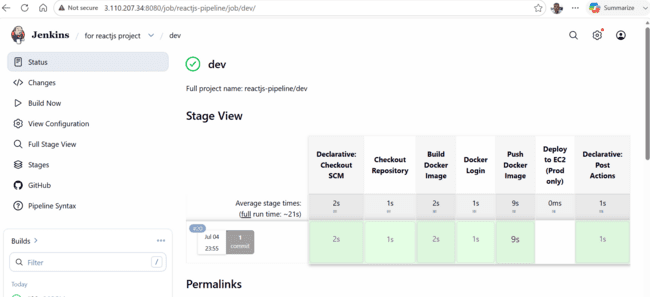 Not secure 3.110.207.34:8080/job/reactjs-pipeline/job/dev/
Summarize
Jenkins / for reactjs project / dev
Status
Changes
Build Now
View Configuration
Full Stage View
Stages
GitHub
Pipeline Syntax
Builds
Filter
/
Today
dev
Full project name: reactjs-pipeline/dev
Stage View
Declarative: Checkout SCM
Checkout Repository
Build Docker Image
Docker Login
Push Docker Image
Deploy to EC2 (Prod only)
Declarative: Post Actions
Average stage times:
(full run time: ~21s)
2s 1s 2s 1s 9s 0ms 1s
Jul 04
23:55
1
commit
2s 1s 2s 1s 9s 1s
Permalinks